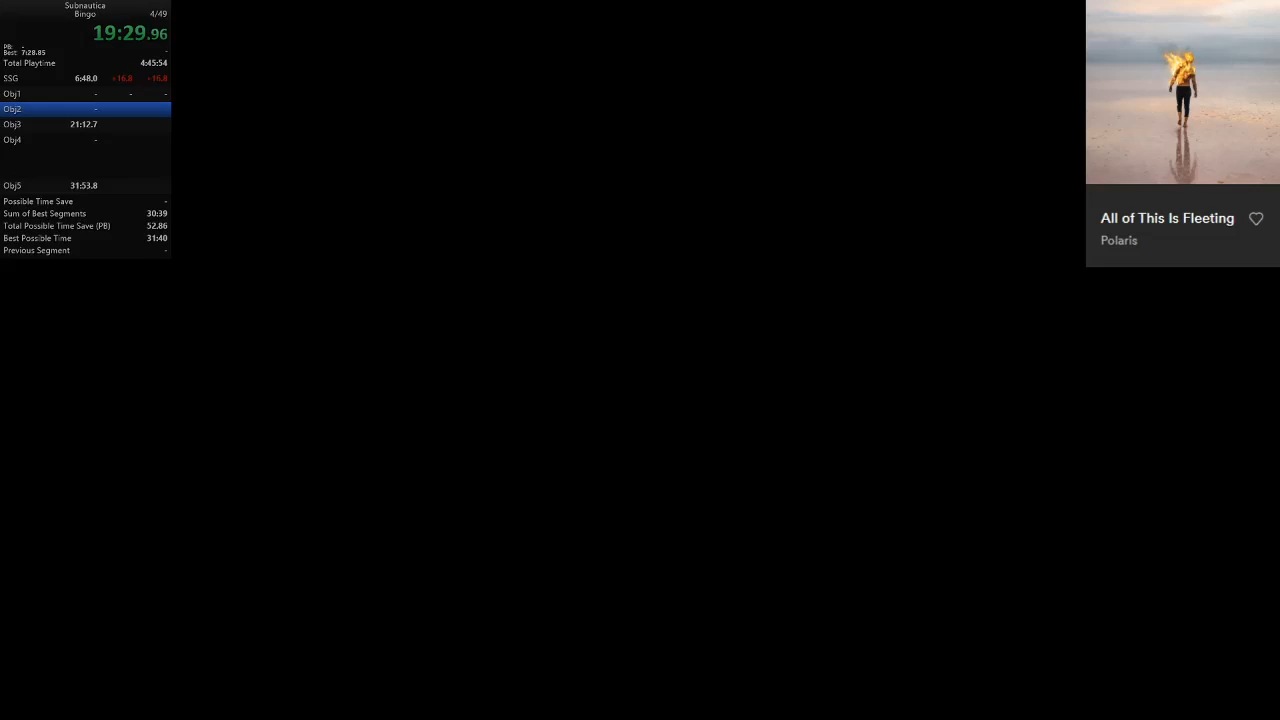 Subnautica
Bingo 4/49
19:29.96
PB: -
Best: 7:28.85 -
Total Playtime 4:45:54
SSG 6:48.0 +16.8 +16.8
Obj1 - - -
Obj2 -
Obj3 21:12.7
Obj4 -
Obj5 31:53.8
Possible Time Save -
Sum of Best Segments 30:39
Total Possible Time Save (PB) 52.86
Best Possible Time 31:40
Previous Segment -
All of This Is Fleeting
Polaris